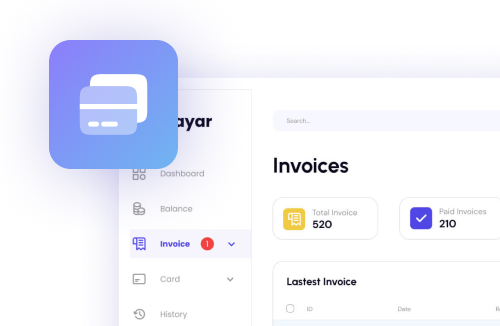 ayar
Search...
Invoices
Dashboard
Balance
Invoice 1
Card
History
Total Invoice
520
Paid Invoices
210
Lastest Invoice
ID Date